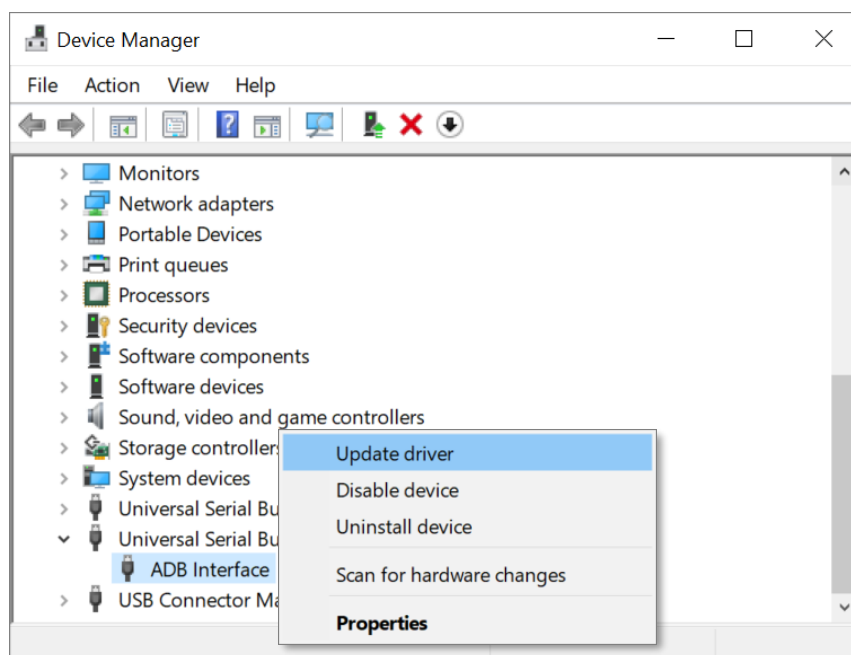 Device Manager
File Action View Help
Monitors
Network adapters
Portable Devices
Print queues
Processors
Security devices
Software components
Software devices
Sound, video and game controllers
Storage controller
System devices
Universal Serial Bu
Universal Serial Bu
ADB Interface
USB Connector Ma
Update driver
Disable device
Uninstall device
Scan for hardware changes
Properties